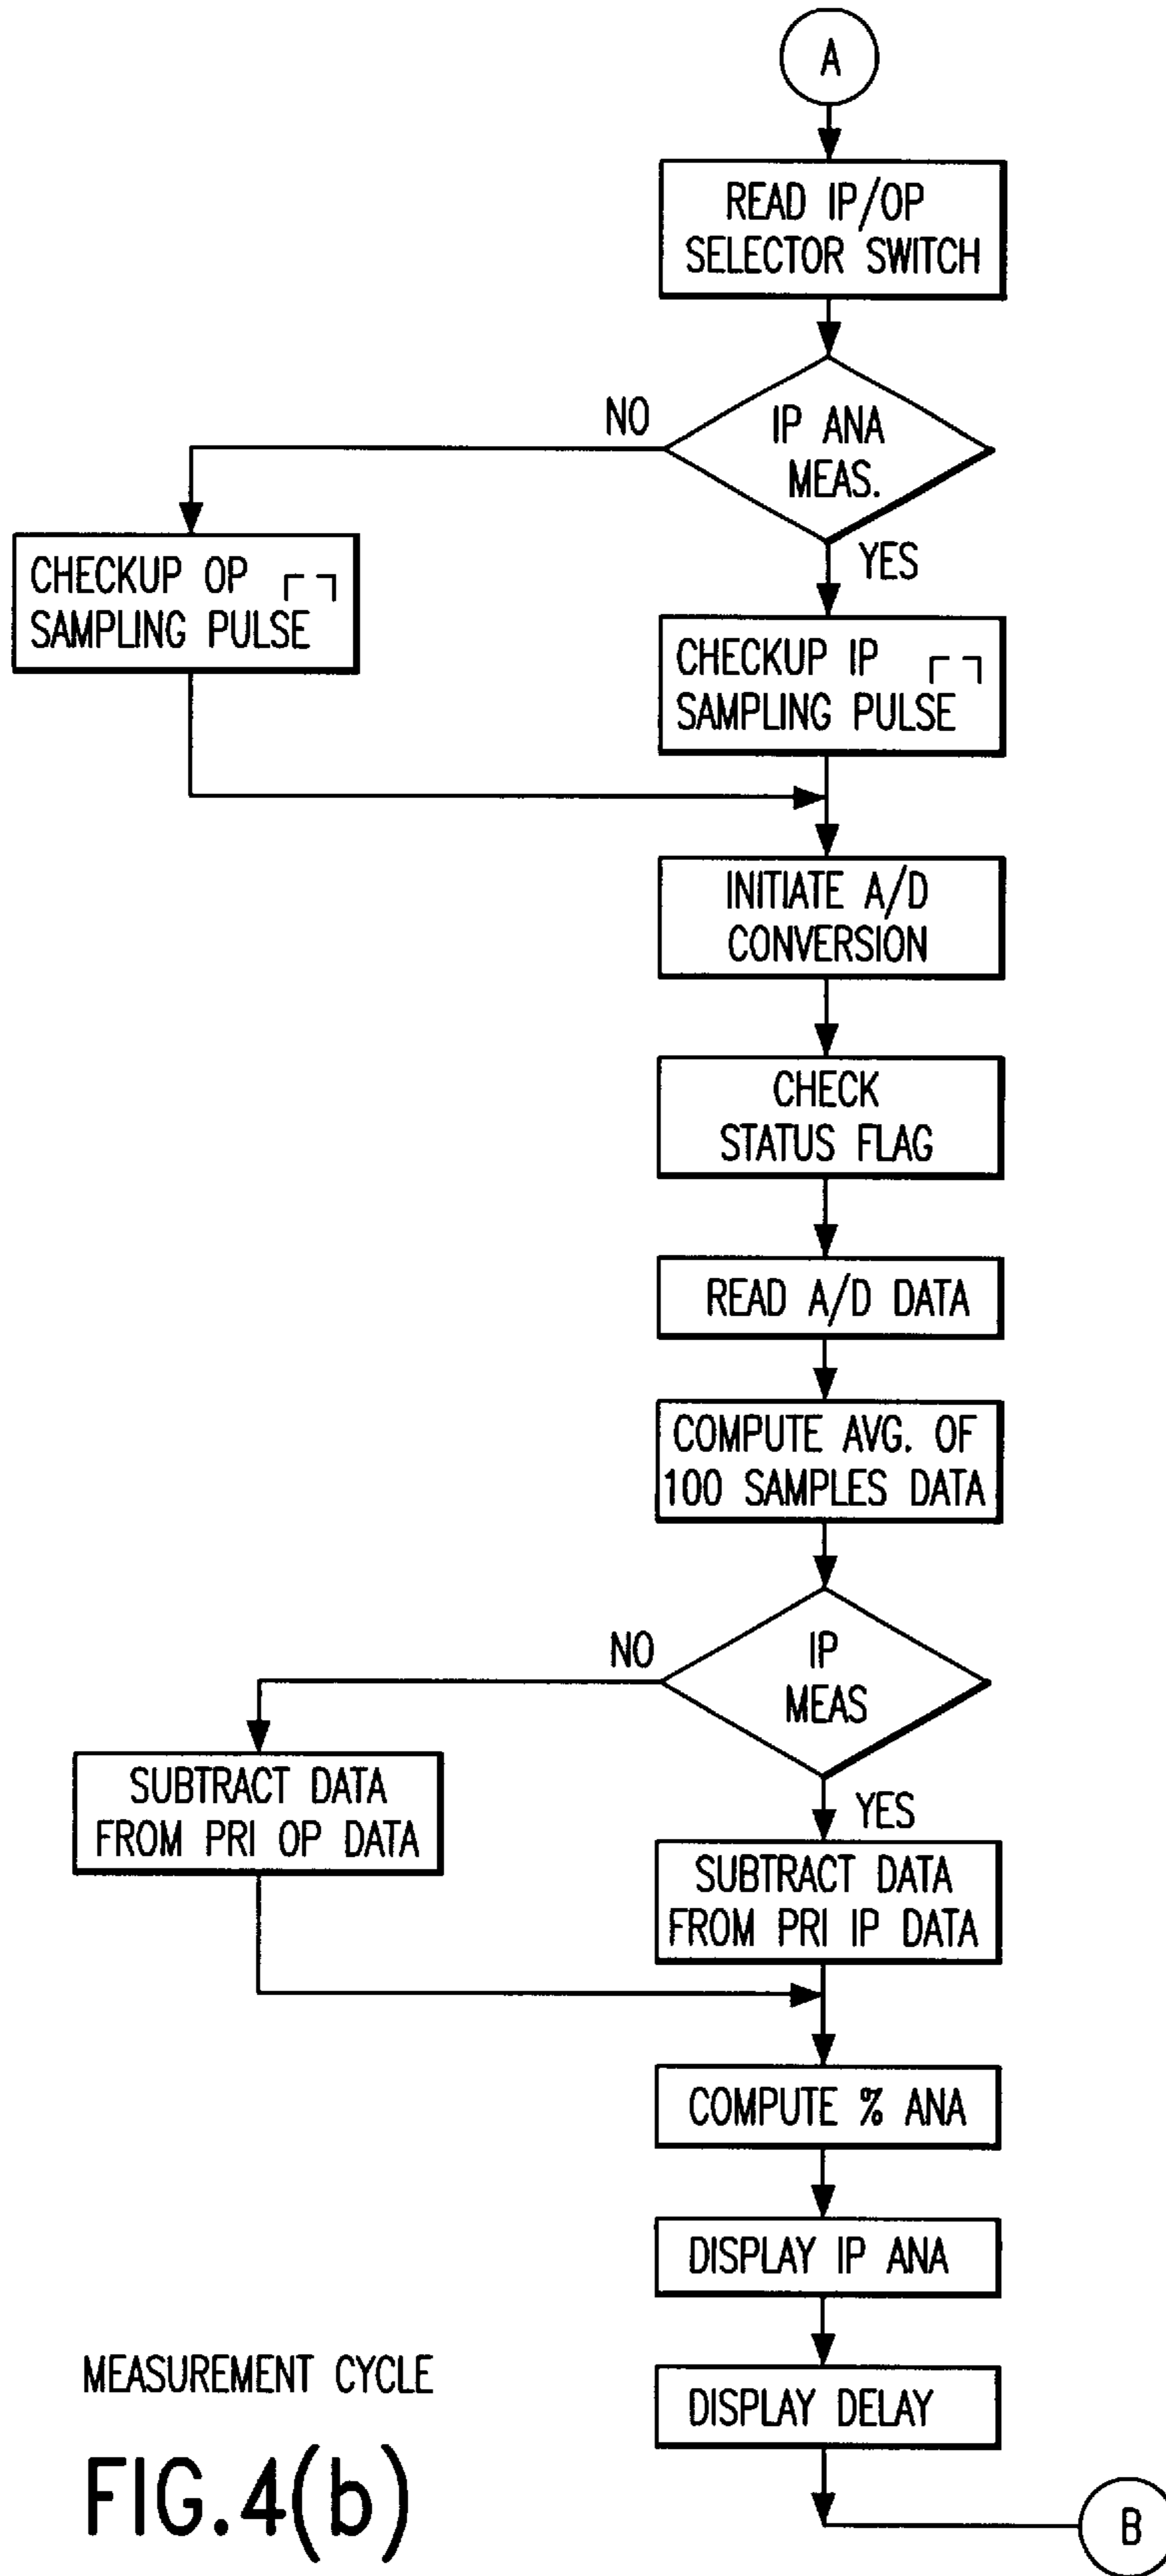 A
READ IP/OP
SELECTOR SWITCH
NO
IP ANA
MEAS.
YES
CHECKUP OP
SAMPLING PULSE
CHECKUP IP
SAMPLING PULSE
INITIATE A/D
CONVERSION
CHECK
STATUS FLAG
READ A/D DATA
COMPUTE AVG. OF
100 SAMPLES DATA
NO
IP
MEAS
YES
SUBTRACT DATA
FROM PRI OP DATA
SUBTRACT DATA
FROM PRI IP DATA
COMPUTE % ANA
DISPLAY IP ANA
DISPLAY DELAY
MEASUREMENT CYCLE
FIG.4(b)
B